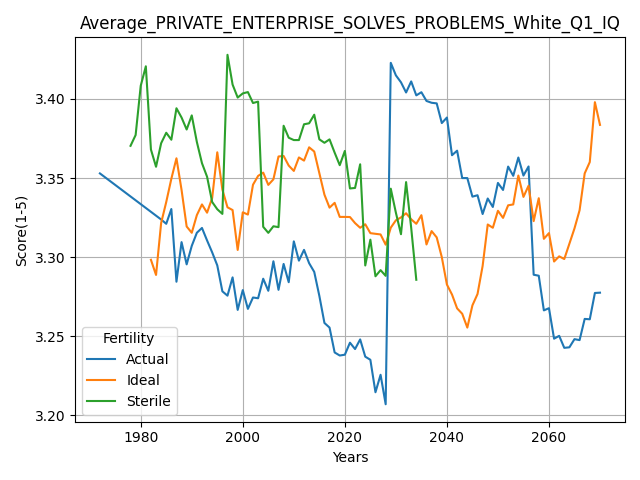 Average_PRIVATE_ENTERPRISE_SOLVES_PROBLEMS_White_Q1_IQ
Score(1-5)
3.40
3.35
3.30
3.25
3.20
Fertility
Actual
Ideal
Sterile
1980 2000 2020 2040 2060
Years